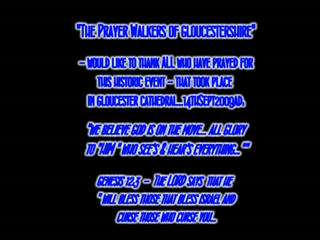 "The Prayer Walkers of Gloucestershire"
- would like to thank ALL who have prayed for
this historic event - that took place
in Gloucester Cathedral...14thSept2009AD.
"We believe God is on the move... All Glory
to "HIM" who see's & hear's everything...""
Genesis 12:3 - The LORD says that he
"will bless those that bless Israel and
curse those who curse you...